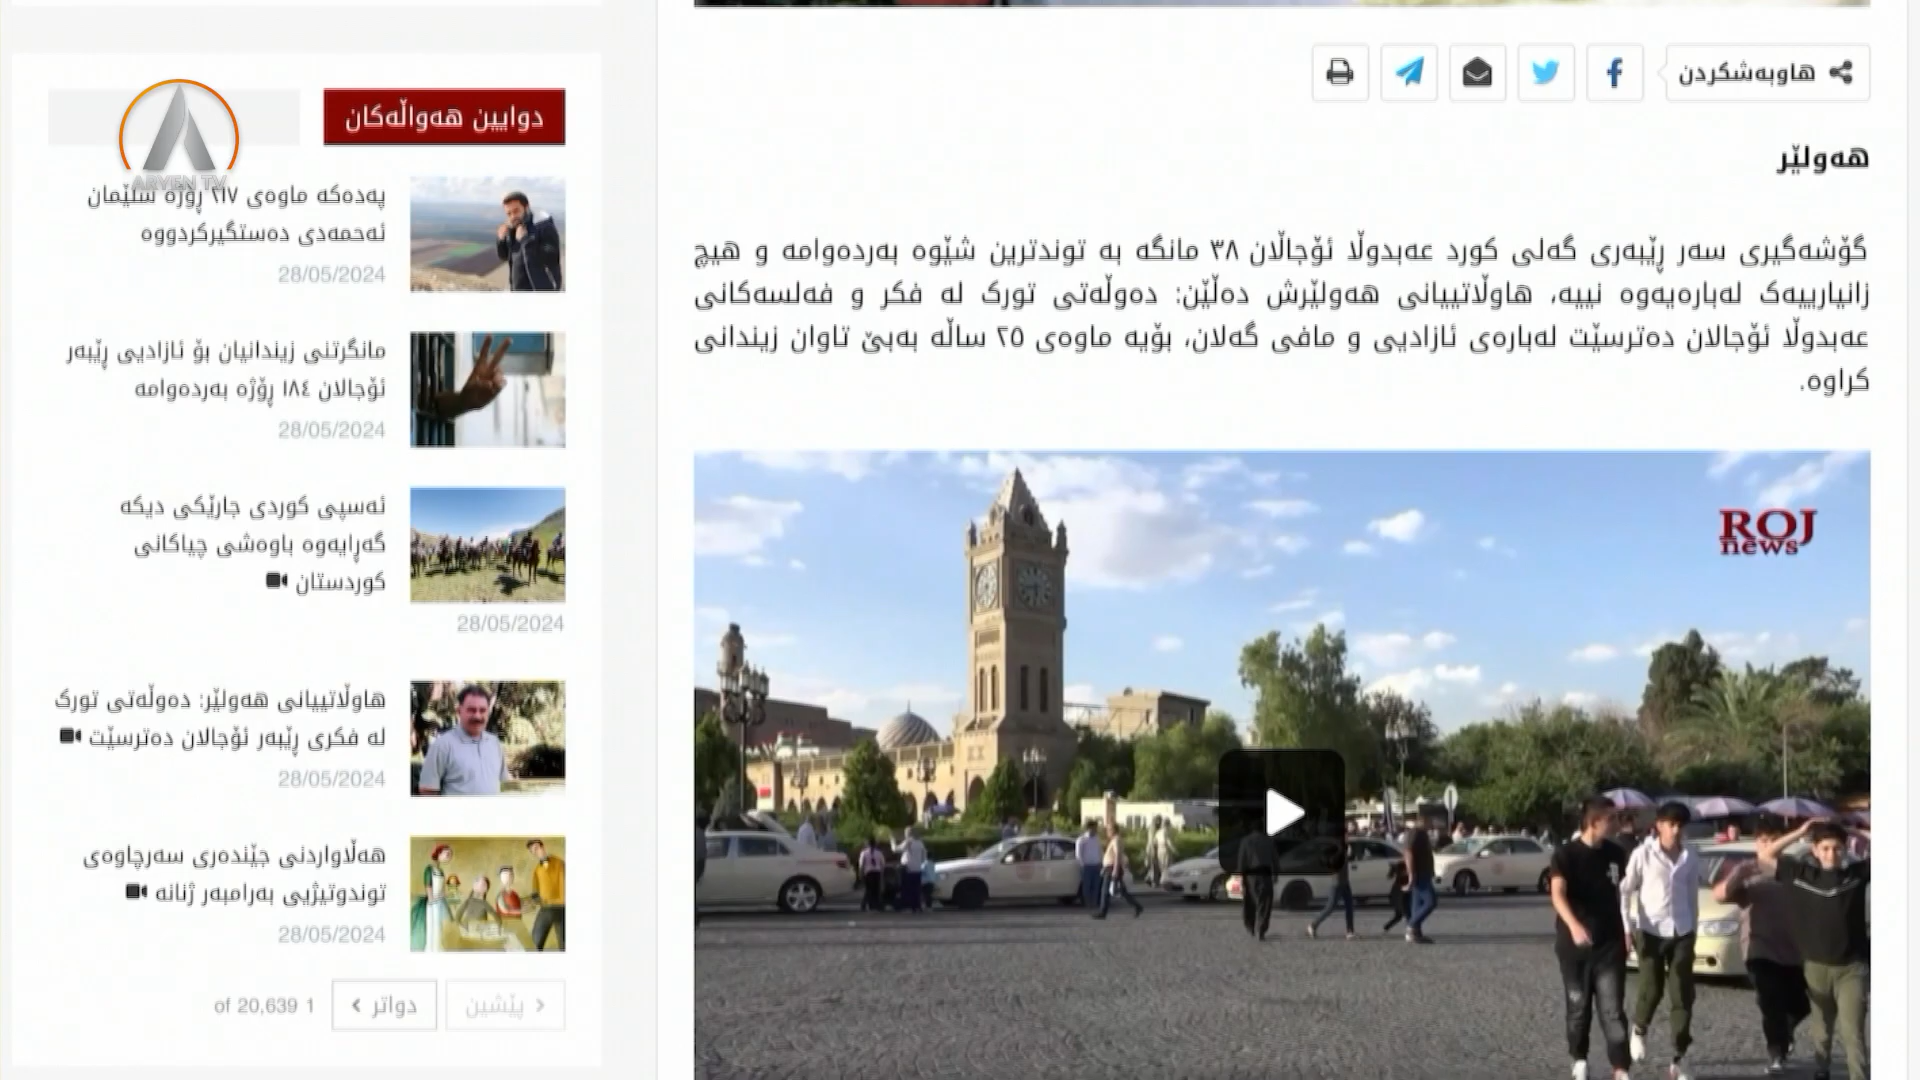 هاوبەشکردن
هەولێر
گۆشەگیری سەر ڕێبەری گەلی کورد عەبدوڵا ئۆجاڵان ٣٨ مانگە بە توندترین شێوە بەردەوامە و هیچ
زانیارییەک لەبارەیەوە نییە، هاوڵاتییانی هەولێرش دەڵێن: دەوڵەتی تورک لە فکر و فەلسەکانی
عەبدوڵا ئۆجالان دەترسێت لەبارەی ئازادیی و مافی گەلان، بۆیە ماوەی ٢٥ ساڵە بەبێ تاوان زیندانی
کراوە.
ROJ
news
دوایین هەواڵەکان
ARYEN TV
پەدەکە ماوەی ٢١٧ ڕۆژە سلێمان
ئەحمەدی دەستگیرکردووە
28/05/2024
مانگرتنی زیندانیان بۆ ئازادیی ڕێبەر
ئۆجالان ١٨٤ ڕۆژە بەردەوامە
28/05/2024
ئەسپی کوردی جارێکی دیکە
گەڕایەوە باوەشی چیاکانی
کوردستان
28/05/2024
هاوڵاتییانی هەولێر: دەوڵەتی تورک
لە فکری ڕێبەر ئۆجالان دەترسێت
28/05/2024
هەڵاواردنی جێندەری سەرچاوەی
توندوتیژیی بەرامبەر ژنانە
28/05/2024
پێشین دواتر 1 of 20,639